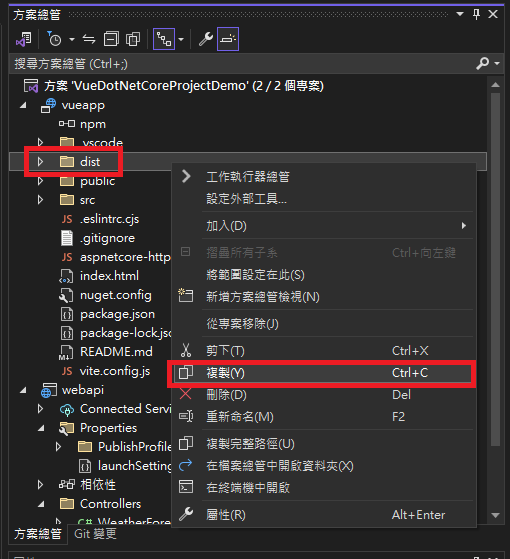 方案總管
搜尋方案總管 (Ctrl+;)
方案 'VueDotNetCoreProjectDemo' (2 / 2 個專案)
vueapp
npm
.vscode
dist
public
src
.eslintrc.cjs
.gitignore
aspnetcore-http
index.html
nuget.config
package.json
package-lock.jso
README.md
vite.config.js
webapi
Connected Servi
Properties
PublishProfile
launchSetting
相依性
Controllers
WeatherFore
工作執行器總管
設定外部工具...
加入(D)
摺疊所有子系 Ctrl+向左鍵
將範圍設定在此(S)
新增方案總管檢視(N)
從專案移除(J)
剪下(T) Ctrl+X
複製(Y) Ctrl+C
刪除(D) Del
重新命名(M) F2
複製完整路徑(U)
在檔案總管中開啟資料夾(X)
在終端機中開啟
屬性(R) Alt+Enter
方案總管 Git 變更